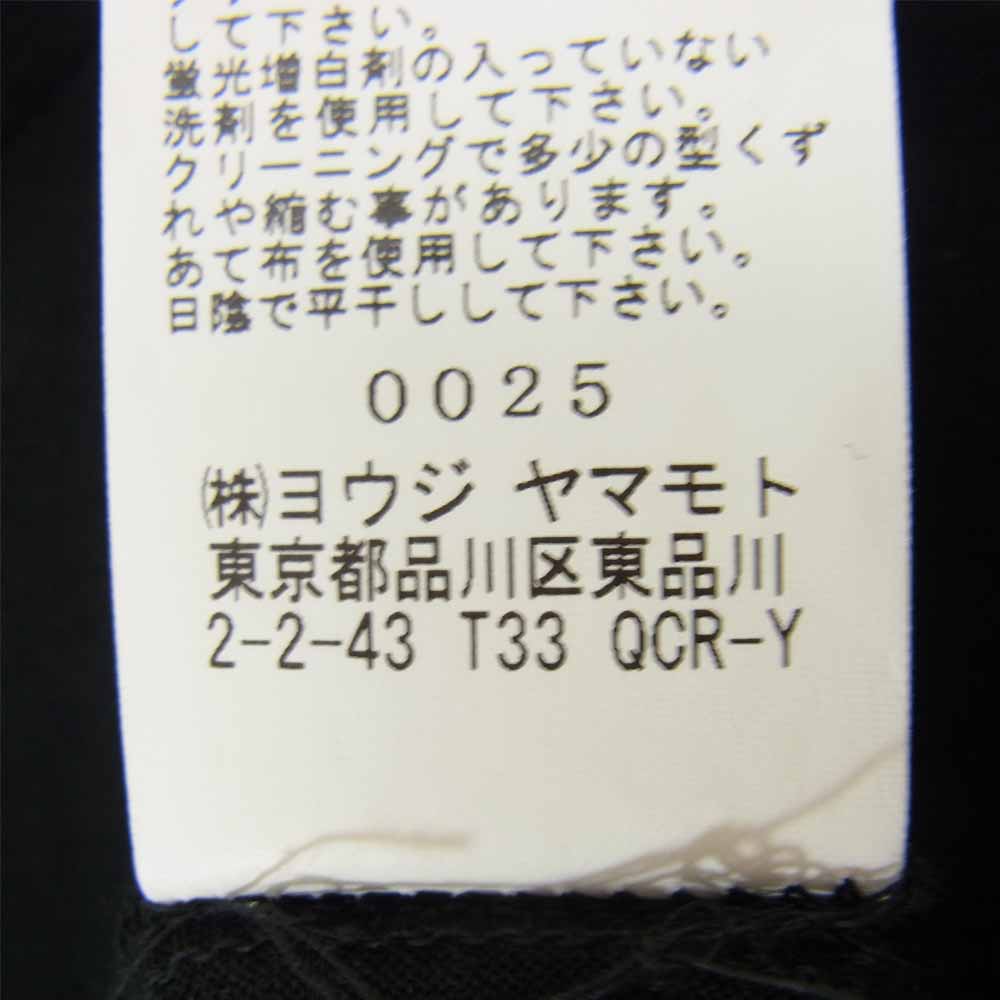 して下さい。
蛍光増白剤の入っていない
洗剤を使用して下さい。
クリーニングで多少の型くず
れや縮む事があります。
あて布を使用して下さい。
日陰で平干しして下さい。
0025
㈱ヨウジ ヤマモト
東京都品川区東品川
2-2-43 T33 QCR-Y